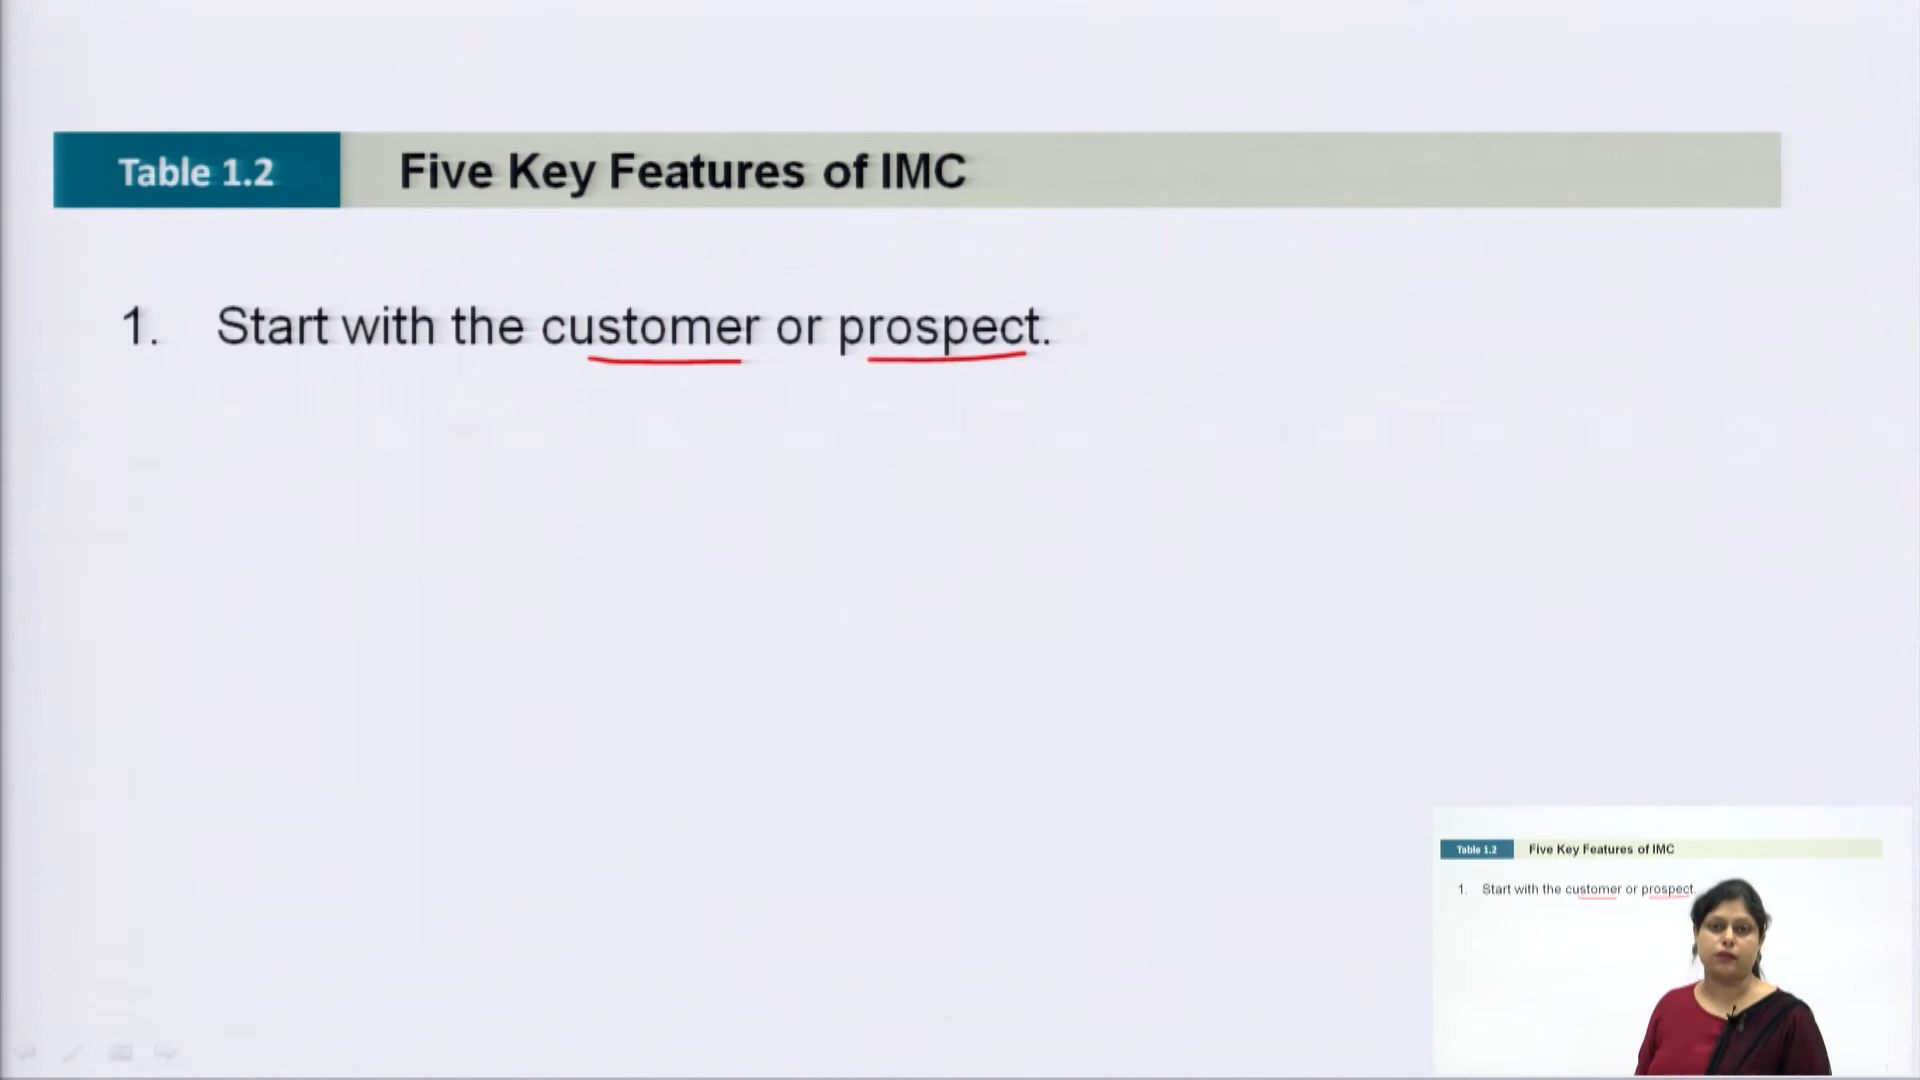 Table 1.2 Five Key Features of IMC
1. Start with the customer or prospect.
Table 1.2 Five Key Features of IMC
1. Start with the customer or prospect.